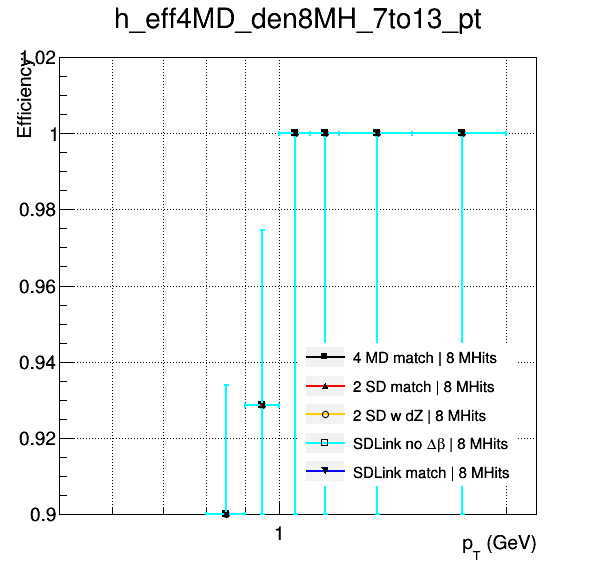 h_eff4MD_den8MH_7to13_pt
Efficiency
1.02
1
0.98
0.96
0.94
0.92
0.9
4 MD match | 8 MHits
2 SD match | 8 MHits
2 SD w dZ | 8 MHits
SDLink no Δβ | 8 MHits
SDLink match | 8 MHits
1
p_T (GeV)